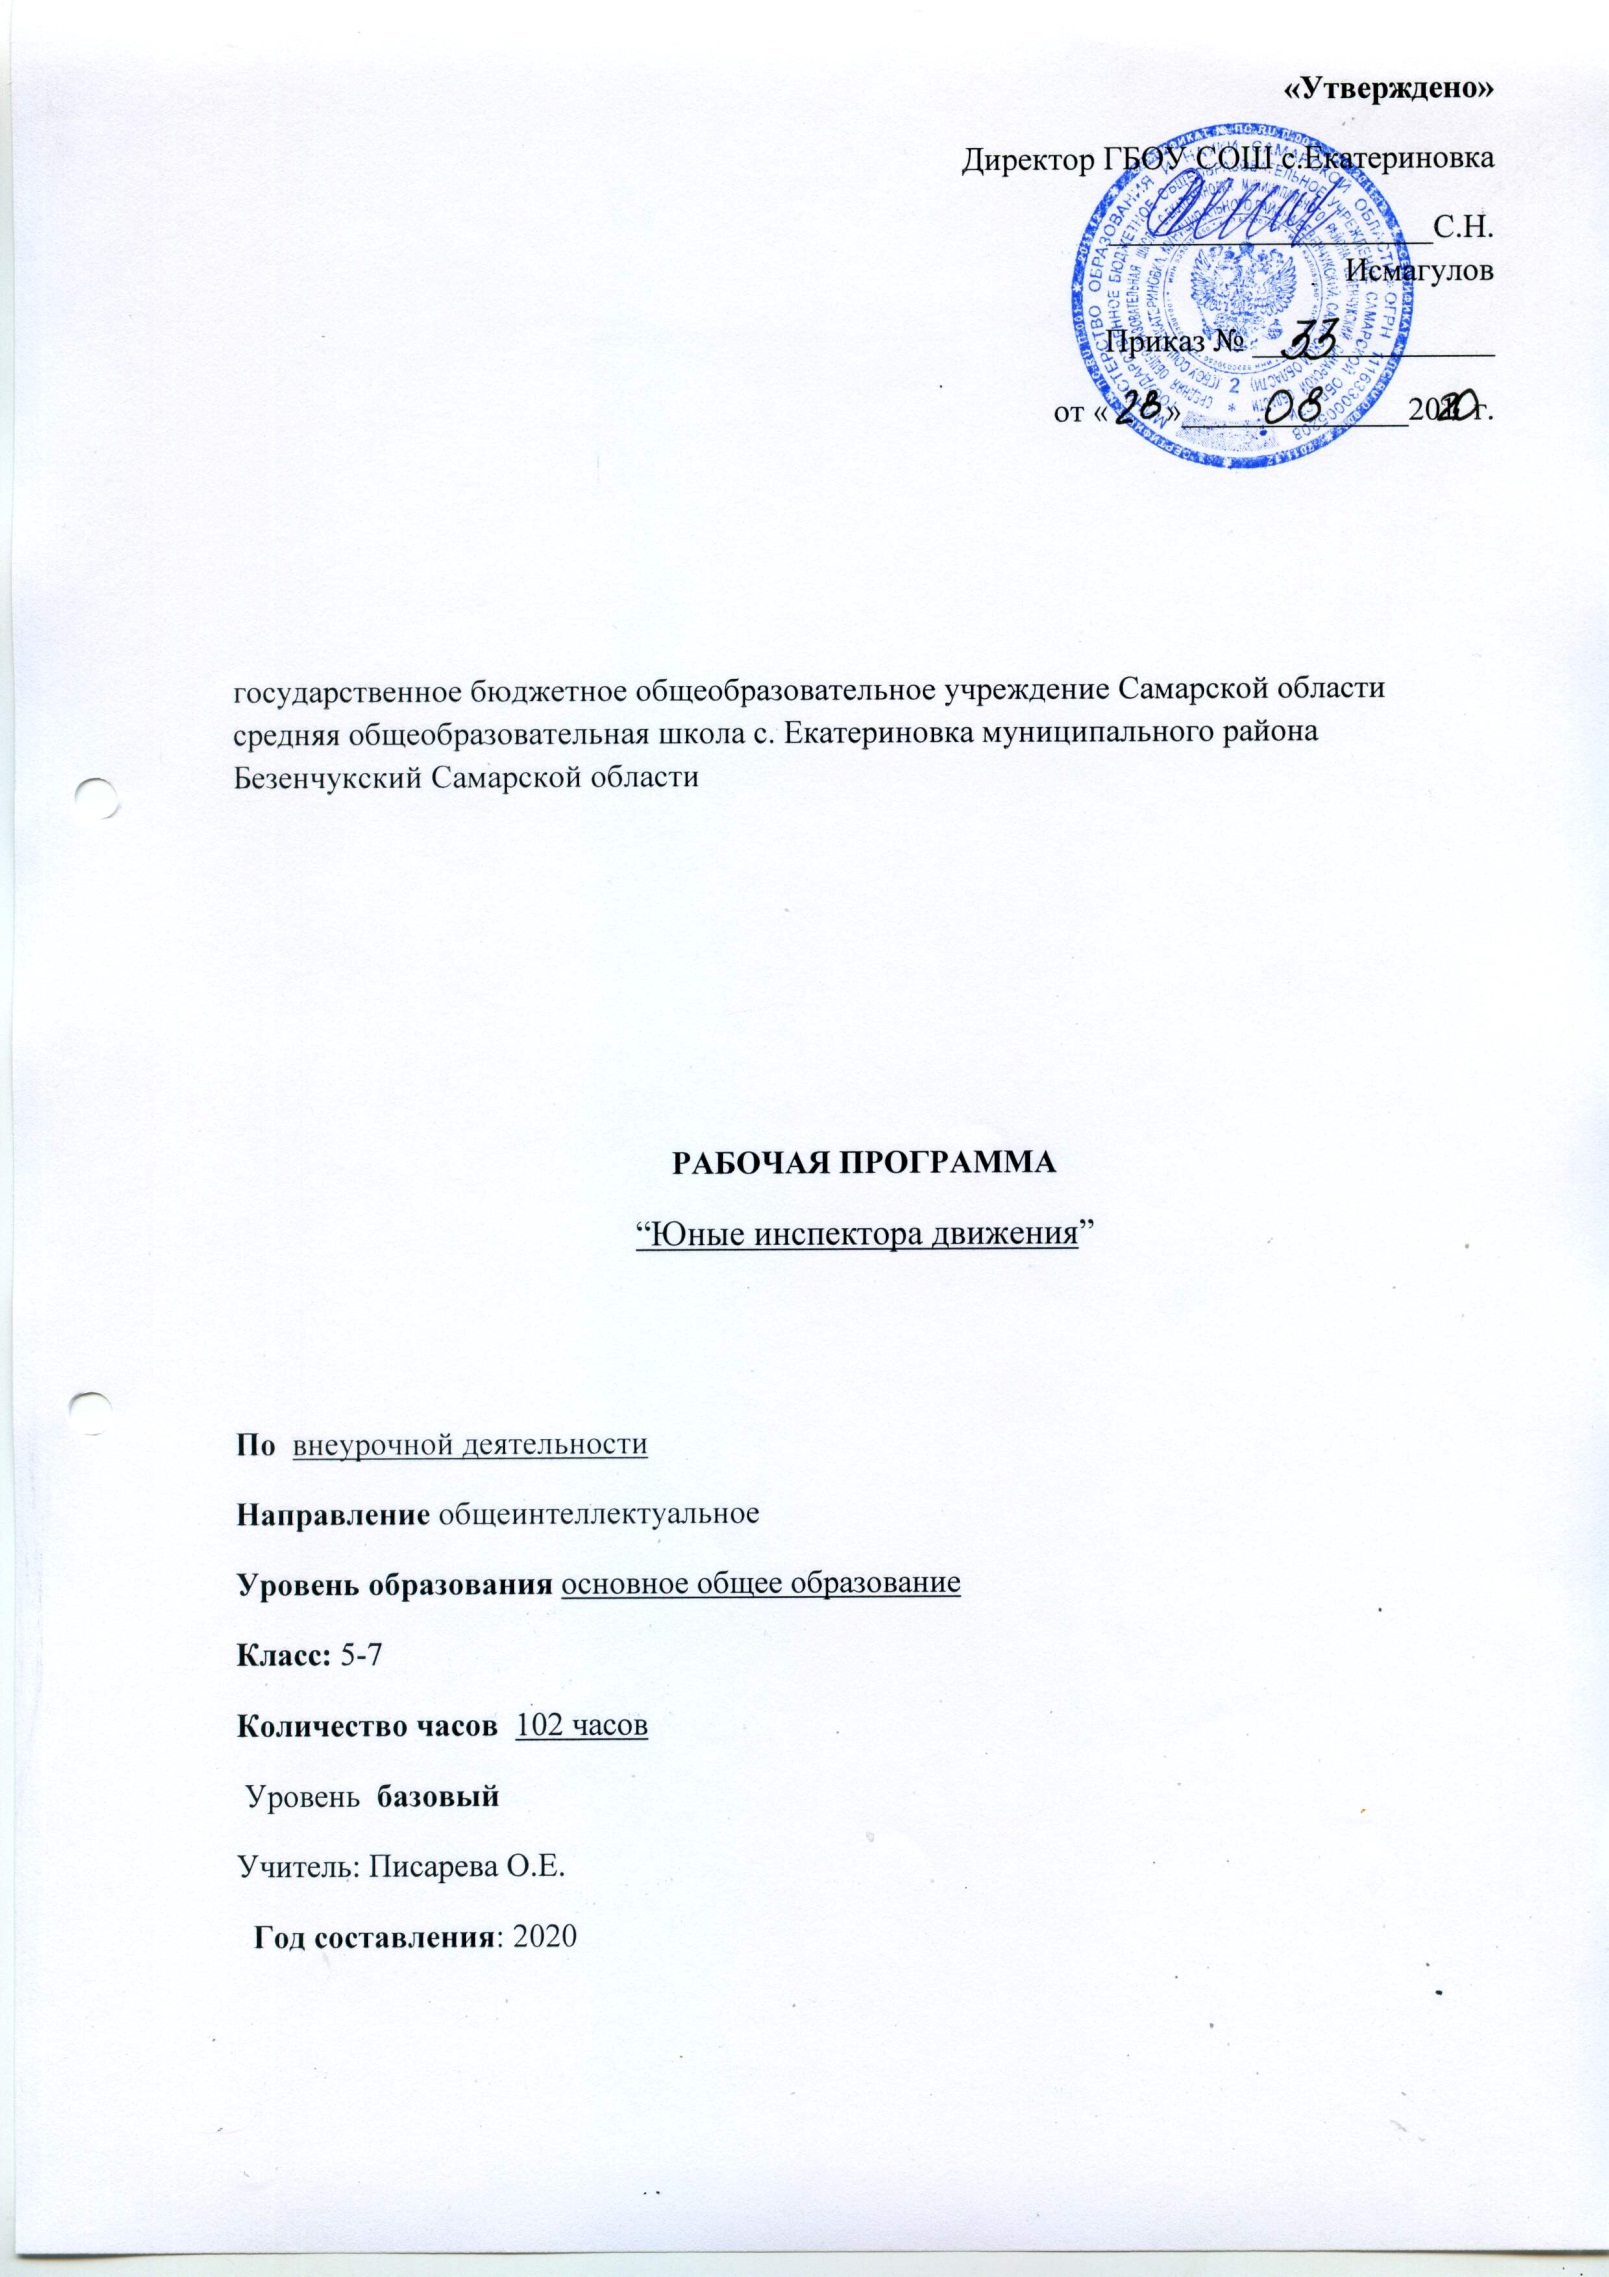 «Утверждено»
Директор ГБОУ СОШ с.Екатериновка
____________________С.Н.
Исмагулов
Приказ № 33
от «28» 08 2020 г.
государственное бюджетное общеобразовательное учреждение Самарской области
средняя общеобразовательная школа с. Екатериновка муниципального района
Безенчукский Самарской области
РАБОЧАЯ ПРОГРАММА
“Юные инспектора движения”
По внеурочной деятельности
Направление общеинтеллектуальное
Уровень образования основное общее образование
Класс: 5-7
Количество часов 102 часов
Уровень базовый
Учитель: Писарева О.Е.
Год составления: 2020